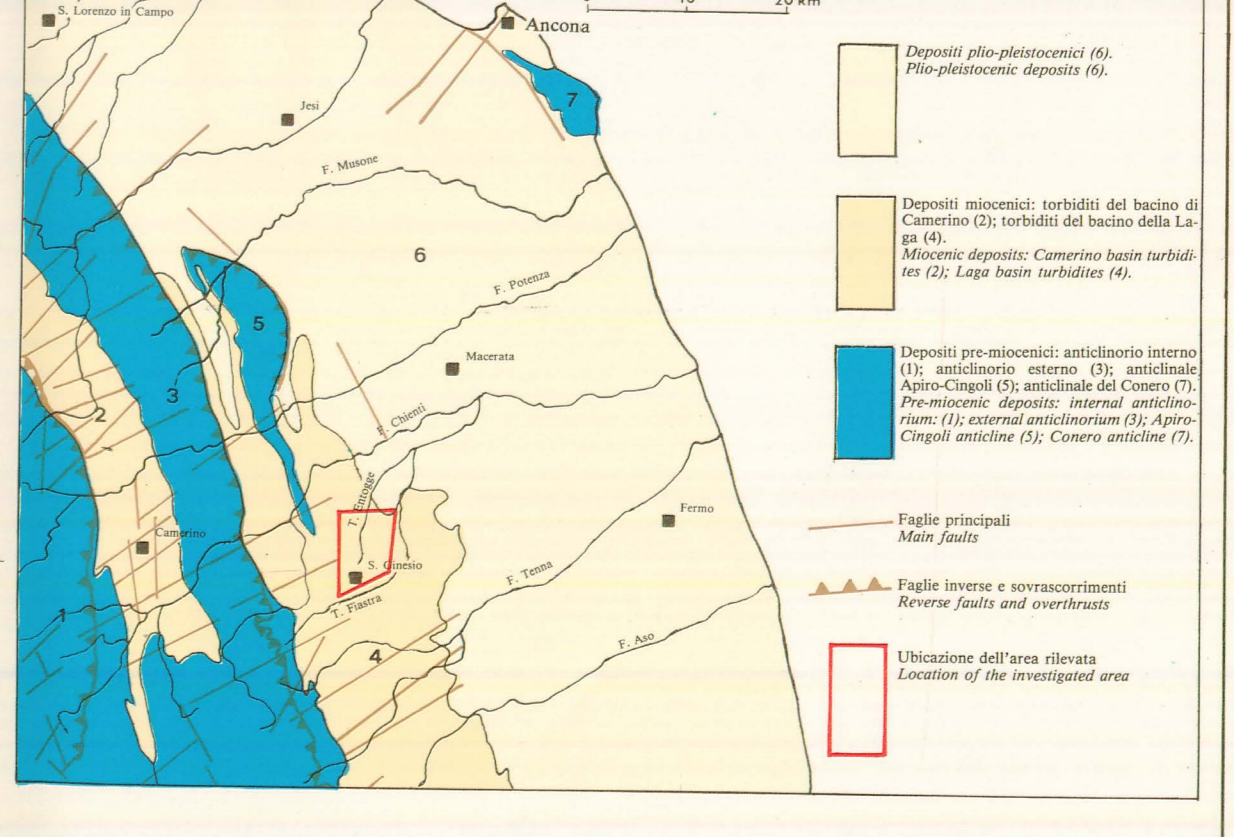 S. Lorenzo in Campo
20 km
Ancona
7
Jesi
F. Musone
6
F. Potenza
5
Macerata
3
2
F. Chienti
T. Entogge
Fermo
Camerino
S. Ginesio
F. Tenna
T. Fiastra
1
F. Aso
4
Depositi plio-pleistocenici (6).
Plio-pleistocenic deposits (6).
Depositi miocenici: torbiditi del bacino di
Camerino (2); torbiditi del bacino della La-
ga (4).
Miocenic deposits: Camerino basin turbidi-
tes (2); Laga basin turbidites (4).
Depositi pre-miocenici: anticlinorio interno
(1); anticlinorio esterno (3); anticlinale
Apiro-Cingoli (5); anticlinale del Conero (7).
Pre-miocenic deposits: internal anticlino-
rium: (1); external anticlinorium (3); Apiro-
Cingoli anticline (5); Conero anticline (7).
Faglie principali
Main faults
Faglie inverse e sovrascorrimenti
Reverse faults and overthrusts
Ubicazione dell'area rilevata
Location of the investigated area